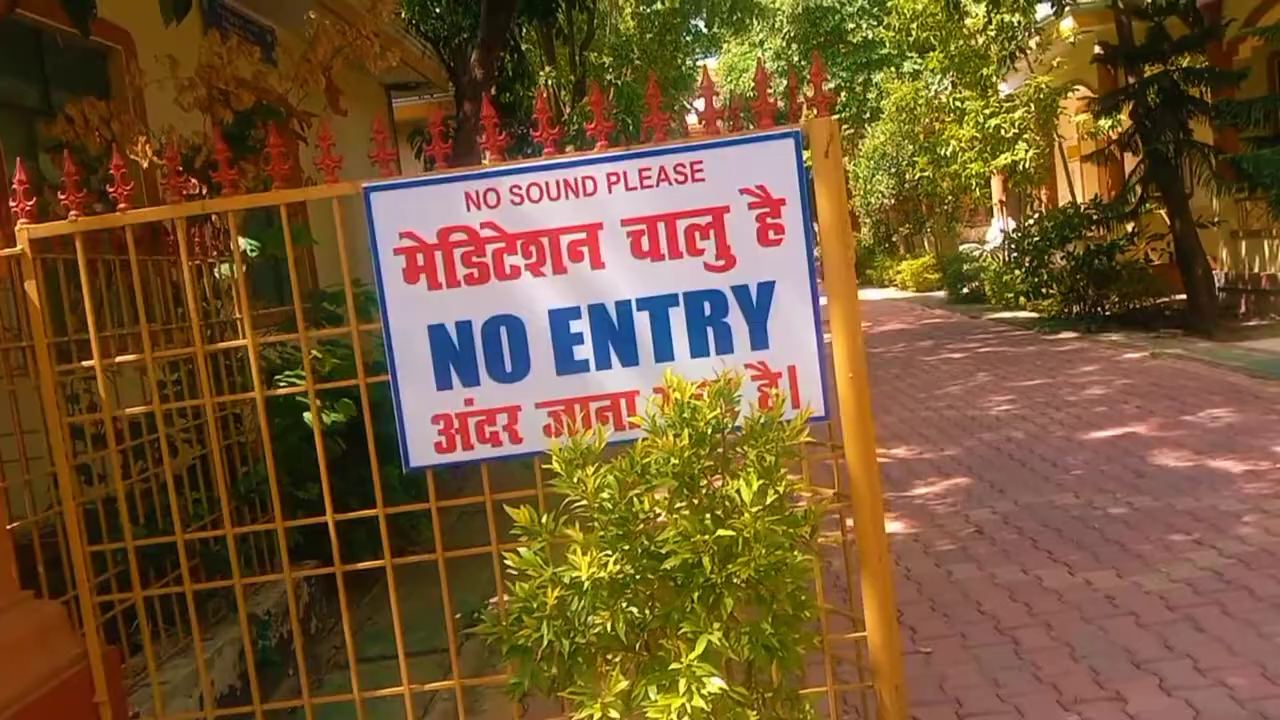 NO SOUND PLEASE
मेडिटेशन चालु है
NO ENTRY
अंदर जाना है।